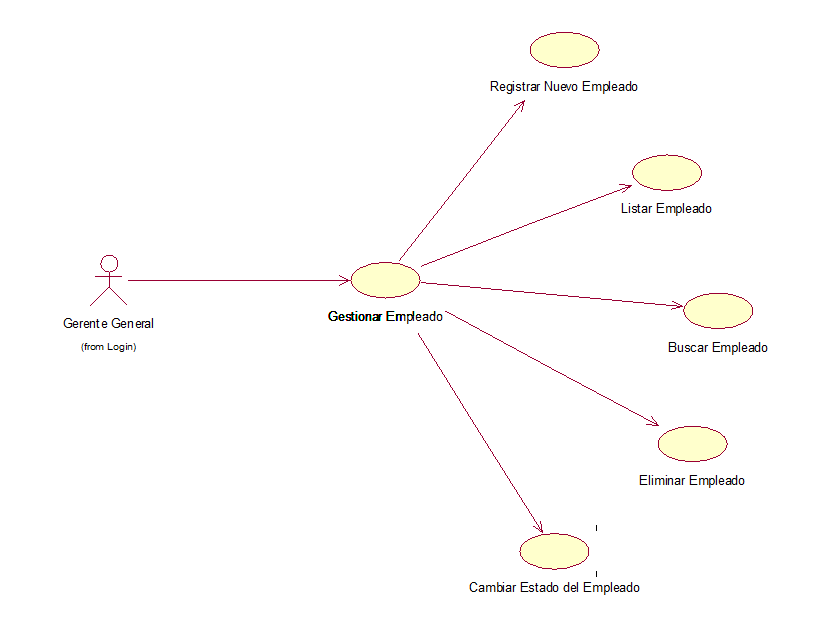 Registrar Nuevo Empleado
Listar Empleado
Gerente General
(from Login)
Gestionar Empleado
Buscar Empleado
Eliminar Empleado
Cambiar Estado del Empleado